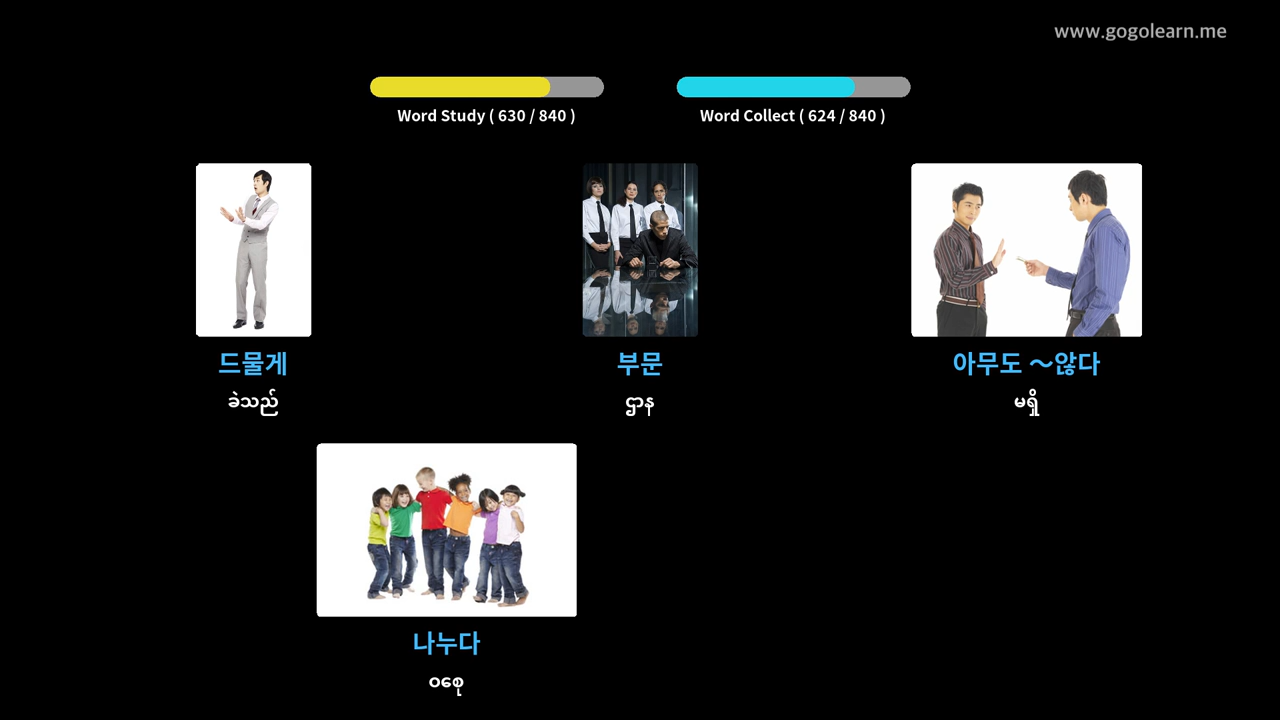 www.gogolearn.me
Word Study ( 630 / 840 )
Word Collect ( 624 / 840 )
드물게
부문
아무도 ～않다
ခဲသည်
ဌာန
မရှိ
나누다
ဝစေု